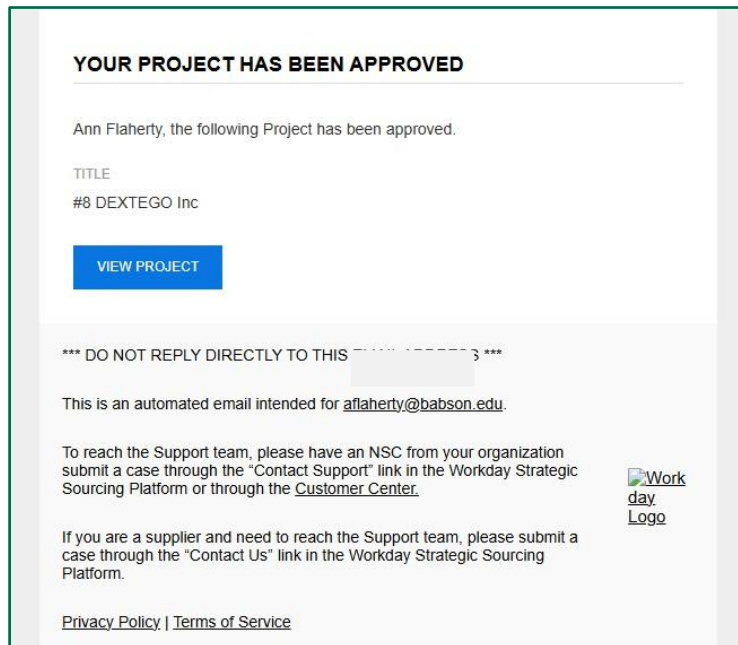 YOUR PROJECT HAS BEEN APPROVED
Ann Flaherty, the following Project has been approved.
TITLE
#8 DEXTEGO Inc
VIEW PROJECT
*** DO NOT REPLY DIRECTLY TO THIS ***
This is an automated email intended for aflaherty@babson.edu.
To reach the Support team, please have an NSC from your organization
submit a case through the “Contact Support” link in the Workday Strategic
Sourcing Platform or through the Customer Center.
If you are a supplier and need to reach the Support team, please submit a
case through the “Contact Us” link in the Workday Strategic Sourcing
Platform.
Work
day
Logo
Privacy Policy | Terms of Service